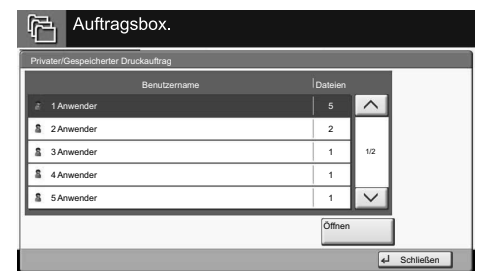 Auftragsbox.
Privater/Gespeicherter Druckauftrag
Benutzername Dateien
1 Anwender 5
2 Anwender 2
3 Anwender 1
4 Anwender 1
5 Anwender 1
1/2
Öffnen
Schließen